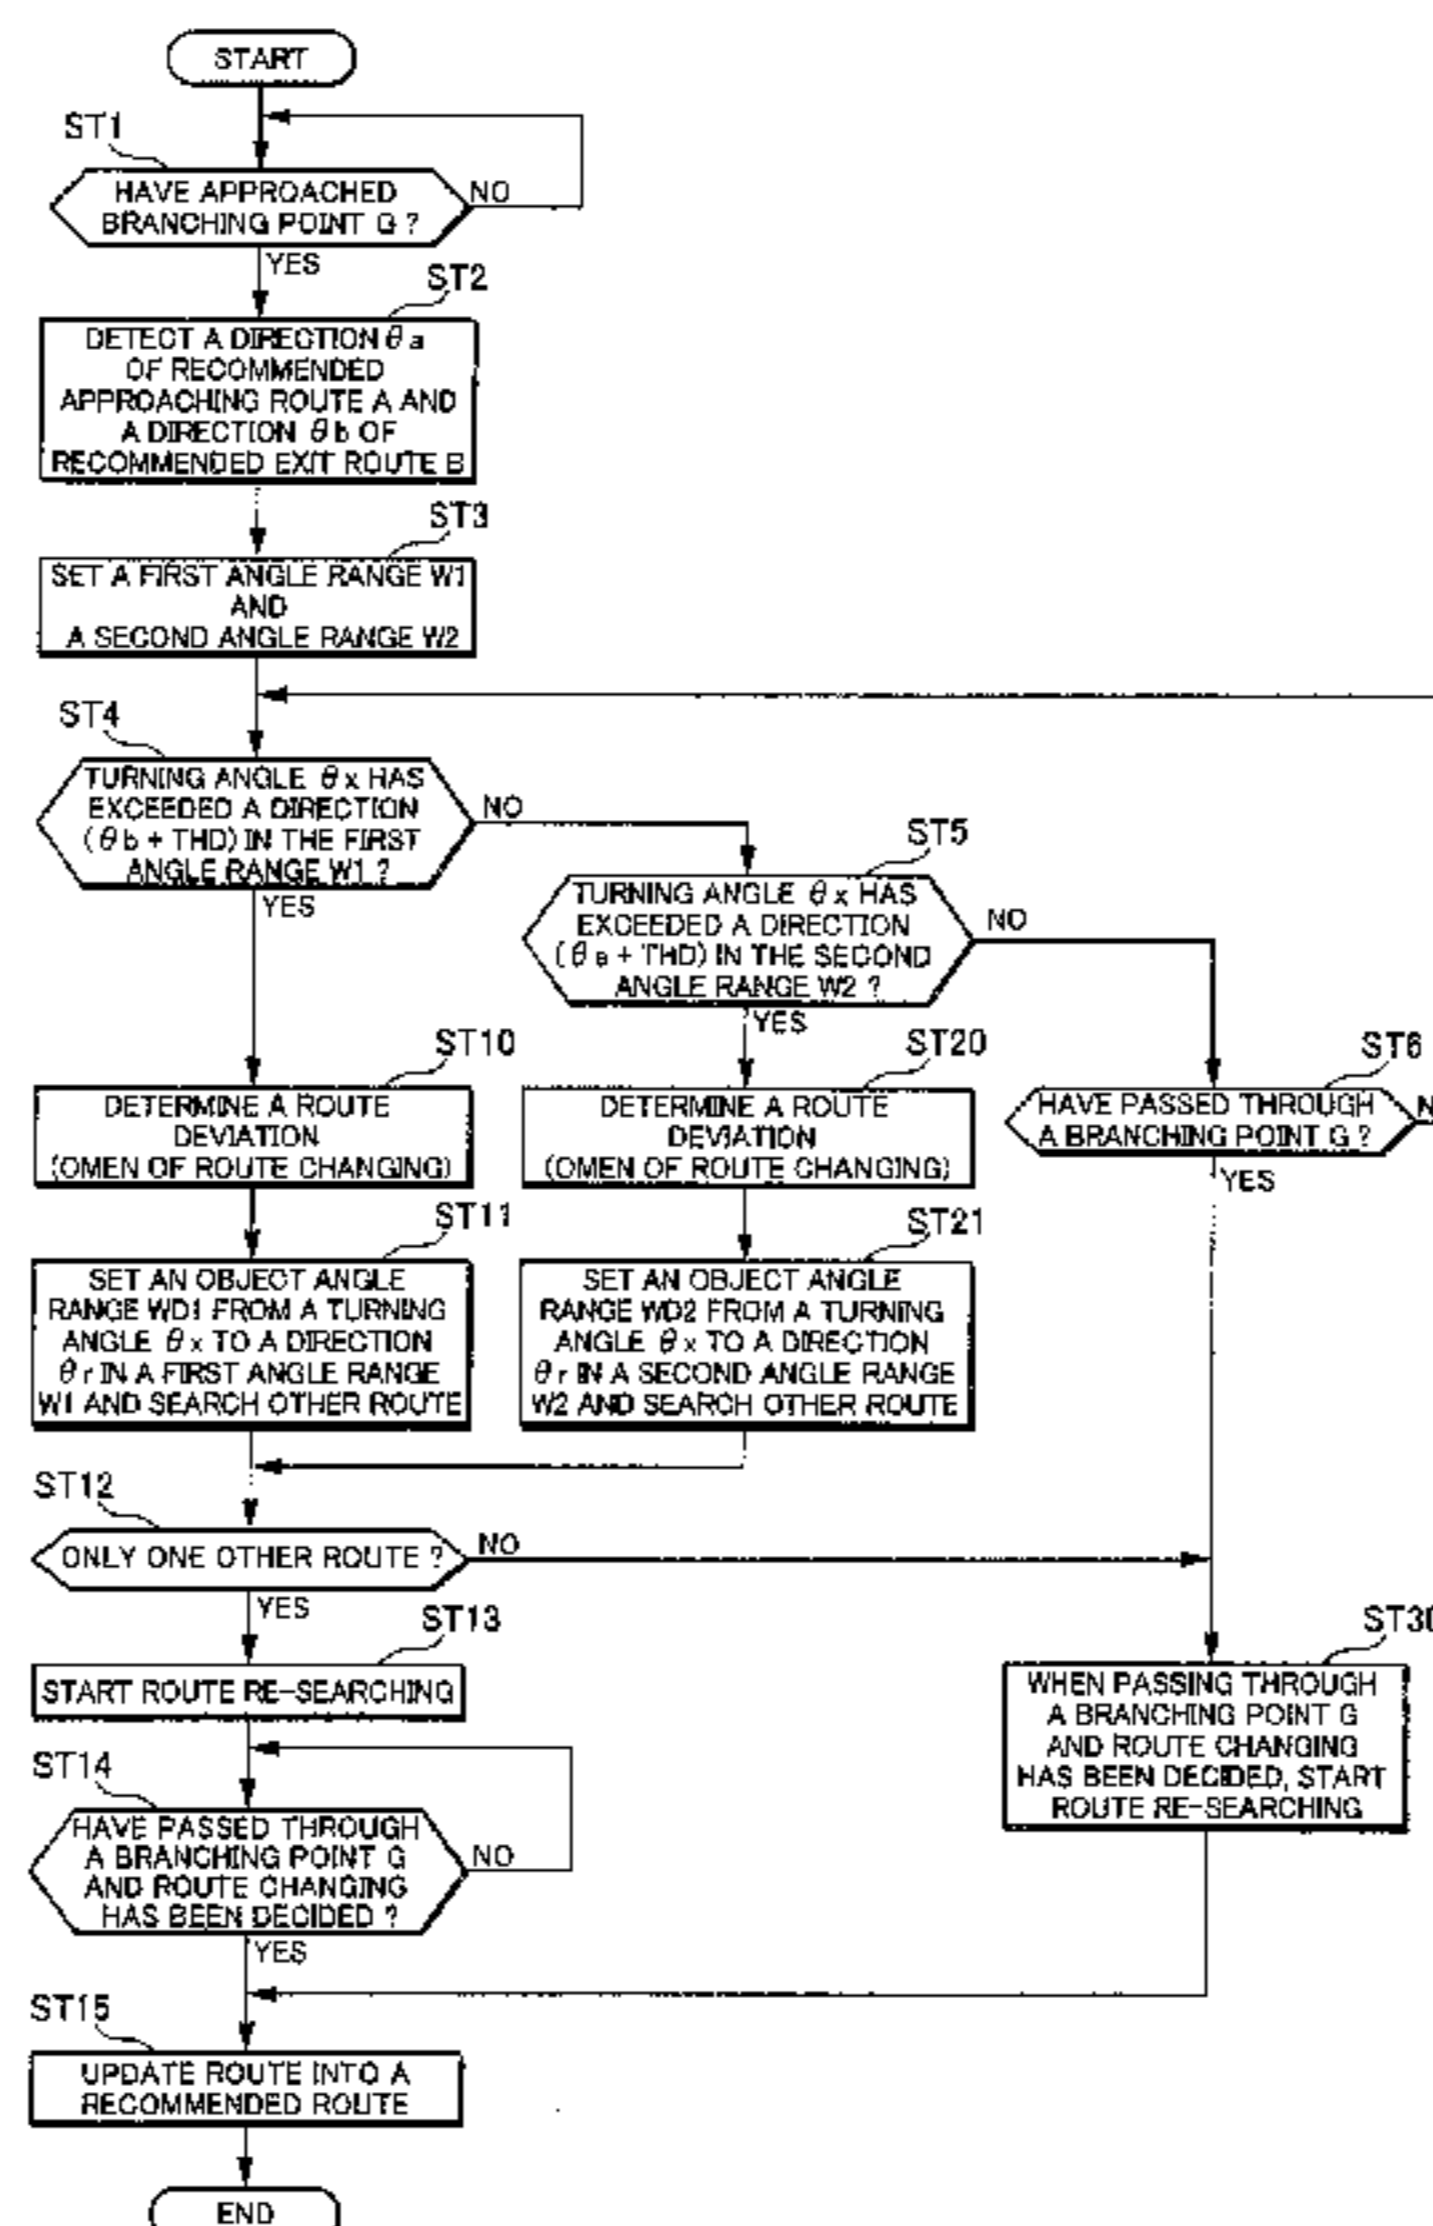 START
ST1
HAVE APPROACHED
BRANCHING POINT G ?
NO
YES
ST2
DETECT A DIRECTION θa
OF RECOMMENDED
APPROACHING ROUTE A AND
A DIRECTION θb OF
RECOMMENDED EXIT ROUTE B
ST3
SET A FIRST ANGLE RANGE W1
AND
A SECOND ANGLE RANGE W2
ST4
TURNING ANGLE θx HAS
EXCEEDED A DIRECTION
(θb + THD) IN THE FIRST
ANGLE RANGE W1 ?
NO
YES
ST5
TURNING ANGLE θx HAS
EXCEEDED A DIRECTION
(θa + THD) IN THE SECOND
ANGLE RANGE W2 ?
NO
YES
ST6
HAVE PASSED THROUGH
A BRANCHING POINT G ?
YES
ST10
DETERMINE A ROUTE
DEVIATION
(OMEN OF ROUTE CHANGING)
ST20
DETERMINE A ROUTE
DEVIATION
(OMEN OF ROUTE CHANGING)
ST11
SET AN OBJECT ANGLE
RANGE WD1 FROM A TURNING
ANGLE θx TO A DIRECTION
θr IN A FIRST ANGLE RANGE
W1 AND SEARCH OTHER ROUTE
ST21
SET AN OBJECT ANGLE
RANGE WD2 FROM A TURNING
ANGLE θx TO A DIRECTION
θr IN A SECOND ANGLE RANGE
W2 AND SEARCH OTHER ROUTE
ST12
ONLY ONE OTHER ROUTE ?
NO
YES
ST13
START ROUTE RE-SEARCHING
ST30
WHEN PASSING THROUGH
A BRANCHING POINT G
AND ROUTE CHANGING
HAS BEEN DECIDED, START
ROUTE RE-SEARCHING
ST14
HAVE PASSED THROUGH
A BRANCHING POINT G
AND ROUTE CHANGING
HAS BEEN DECIDED ?
NO
YES
ST15
UPDATE ROUTE INTO A
RECOMMENDED ROUTE
END